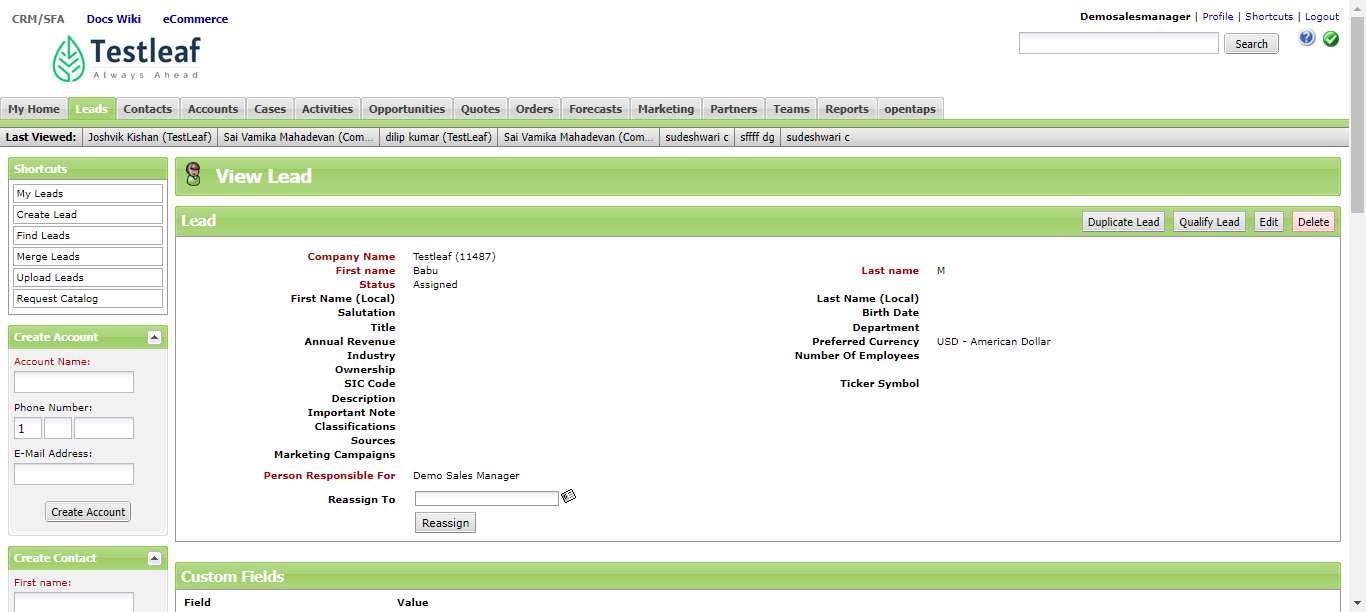 CRM/SFA Docs Wiki eCommerce
Demosalesmanager | Profile | Shortcuts | Logout
Testleaf
Always Ahead
Search
My Home Leads Contacts Accounts Cases Activities Opportunities Quotes Orders Forecasts Marketing Partners Teams Reports opentaps
Last Viewed: Joshvik Kishan (TestLeaf) Sai Vamika Mahadevan (Com... dilip kumar (TestLeaf) Sai Vamika Mahadevan (Com... sudeshwari c sffff dg sudeshwari c
Shortcuts
My Leads
Create Lead
Find Leads
Merge Leads
Upload Leads
Request Catalog
Create Account
Account Name:
Phone Number:
1
E-Mail Address:
Create Account
Create Contact
First name:
View Lead
Lead Duplicate Lead Qualify Lead Edit Delete
Company Name Testleaf (11487)
First name Babu Last name M
Status Assigned
First Name (Local) Last Name (Local)
Salutation Birth Date
Title Department
Annual Revenue Preferred Currency USD - American Dollar
Industry Number Of Employees
Ownership
SIC Code Ticker Symbol
Description
Important Note
Classifications
Sources
Marketing Campaigns
Person Responsible For Demo Sales Manager
Reassign To
Reassign
Custom Fields
Field Value